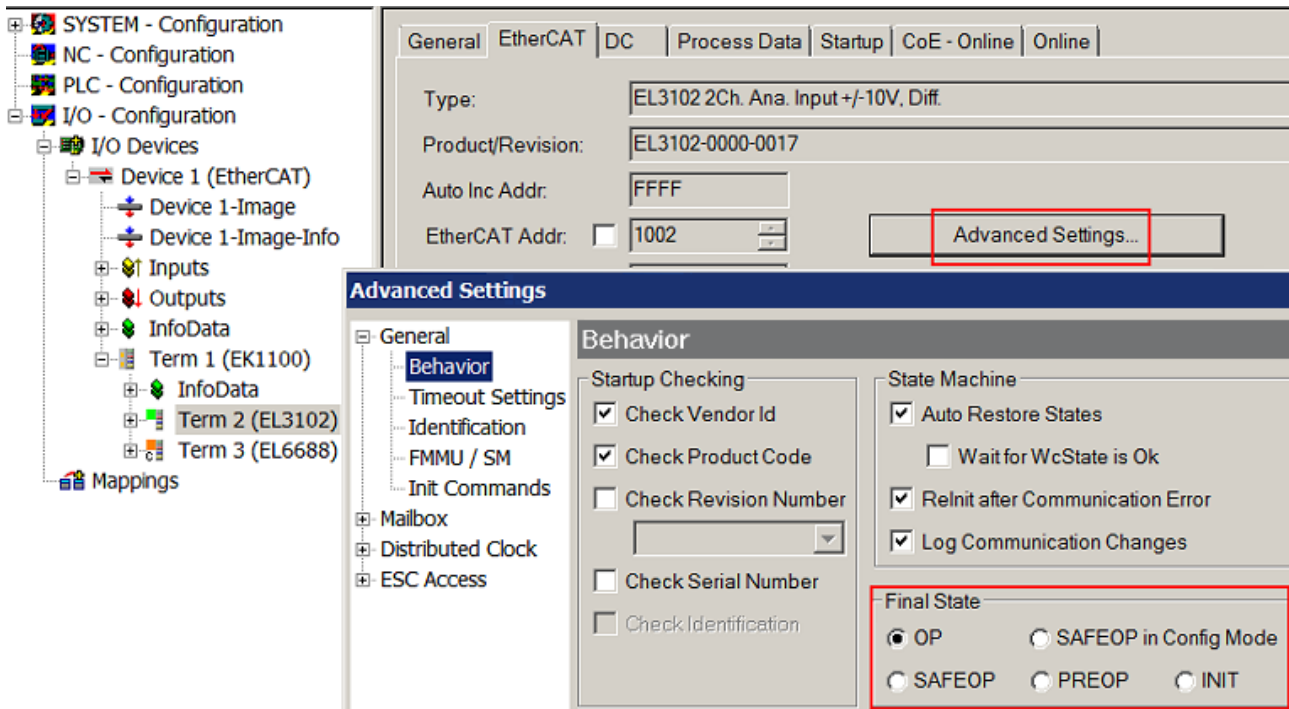 SYSTEM - Configuration
NC - Configuration
PLC - Configuration
I/O - Configuration
I/O Devices
Device 1 (EtherCAT)
Device 1-Image
Device 1-Image-Info
Inputs
Outputs
InfoData
Term 1 (EK1100)
InfoData
Term 2 (EL3102)
Term 3 (EL6688)
Mappings
General EtherCAT DC Process Data Startup CoE - Online Online
Type: EL3102 2Ch. Ana. Input +/-10V, Diff.
Product/Revision: EL3102-0000-0017
Auto Inc Addr: FFFF
EtherCAT Addr: 1002 Advanced Settings...
Advanced Settings
General
Behavior
Timeout Settings
Identification
FMMU / SM
Init Commands
Mailbox
Distributed Clock
ESC Access
Behavior
Startup Checking
Check Vendor Id
Check Product Code
Check Revision Number
Check Serial Number
Check Identification
State Machine
Auto Restore States
Wait for WcState is Ok
ReInit after Communication Error
Log Communication Changes
Final State
OP SAFEOP in Config Mode
SAFEOP PREOP INIT